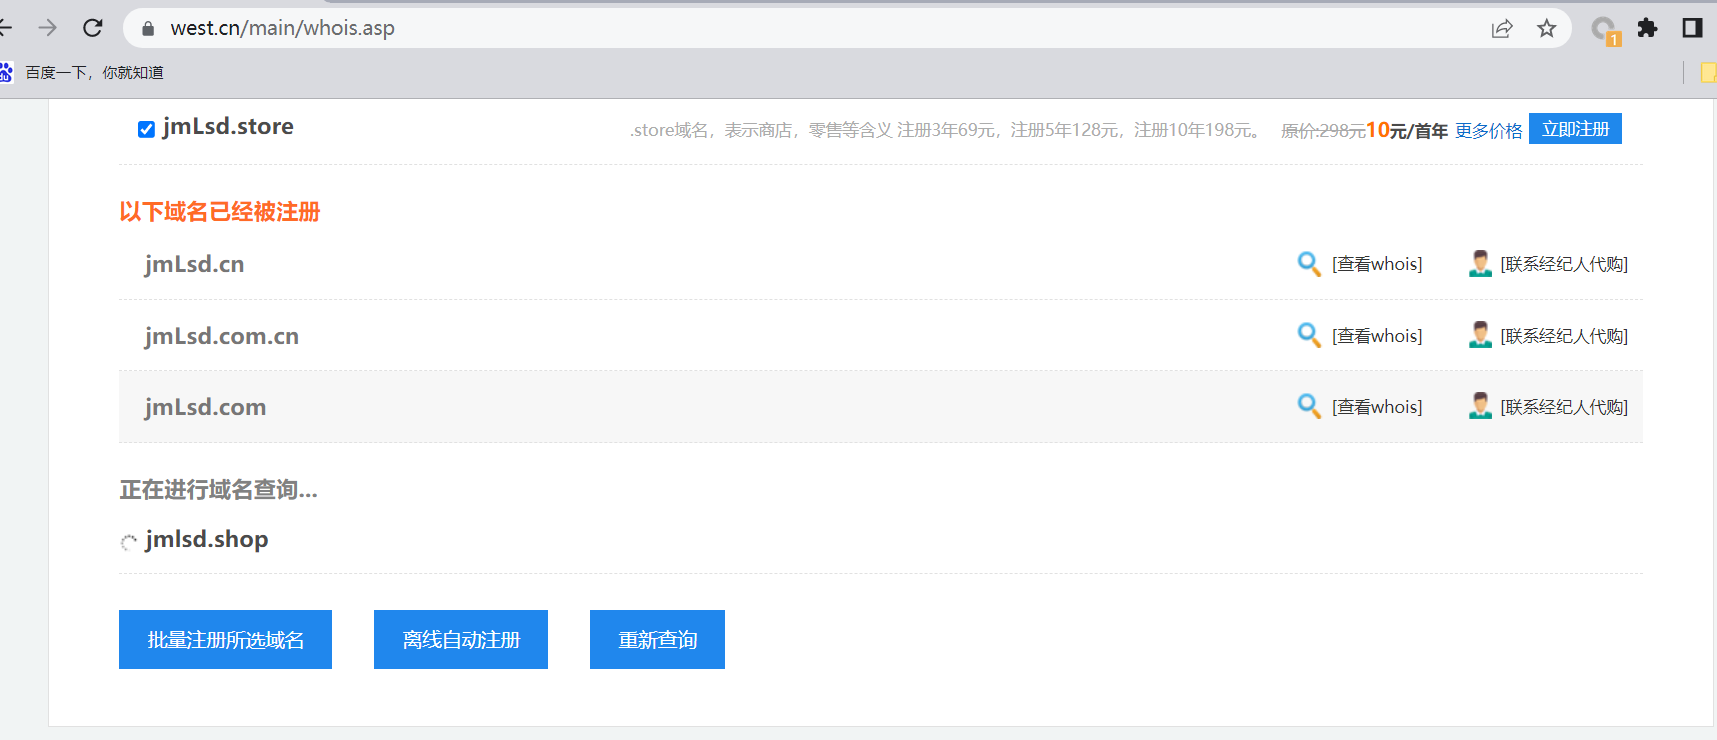 west.cn/main/whois.asp
1
du 百度一下，你就知道
jmLsd.store .store域名，表示商店，零售等含义 注册3年69元，注册5年128元，注册10年198元。 原价:298元10元/首年 更多价格 立即注册
以下域名已经被注册
jmLsd.cn [查看whois] [联系经纪人代购]
jmLsd.com.cn [查看whois] [联系经纪人代购]
jmLsd.com [查看whois] [联系经纪人代购]
正在进行域名查询...
jmlsd.shop
批量注册所选域名 离线自动注册 重新查询